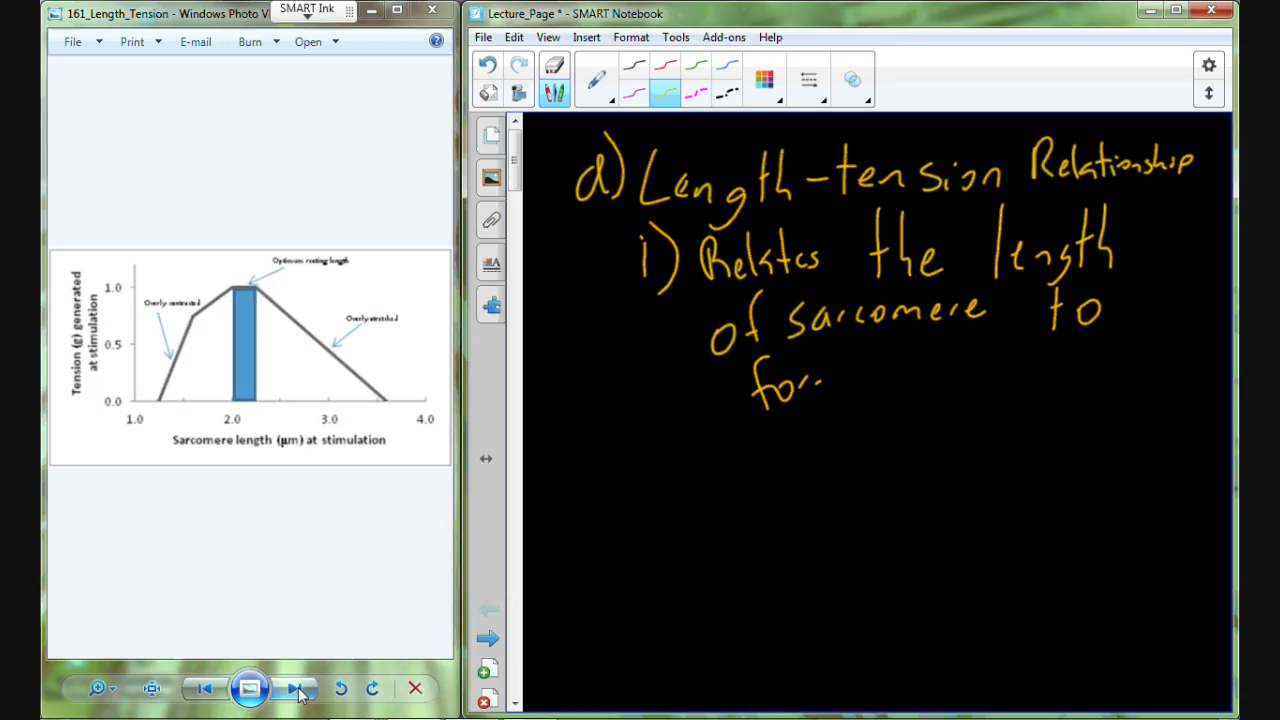 161_Length_Tension - Windows Photo V
SMART Ink
File Print E-mail Burn Open
Optimum resting length
Tension (g) generated
at stimulation
1.0
Overly contracted
Overly stretched
0.5
0.0
1.0 2.0 3.0 4.0
Sarcomere length (μm) at stimulation
Lecture_Page * - SMART Notebook
File Edit View Insert Format Tools Add-ons Help
d) Length-tension Relationship
i) Relates the length
of sarcomere to
for